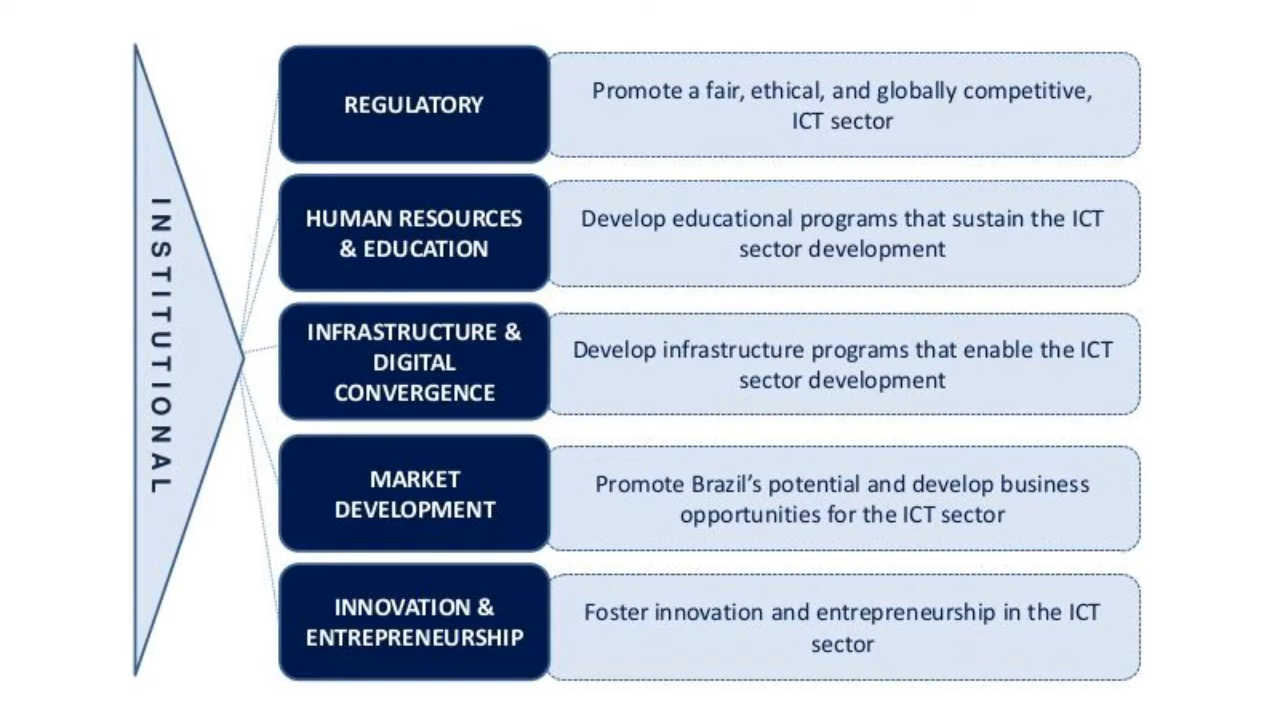 INSTITUTIONAL
REGULATORY
Promote a fair, ethical, and globally competitive,
ICT sector
HUMAN RESOURCES
& EDUCATION
Develop educational programs that sustain the ICT
sector development
INFRASTRUCTURE &
DIGITAL
CONVERGENCE
Develop infrastructure programs that enable the ICT
sector development
MARKET
DEVELOPMENT
Promote Brazil’s potential and develop business
opportunities for the ICT sector
INNOVATION &
ENTREPRENEURSHIP
Foster innovation and entrepreneurship in the ICT
sector